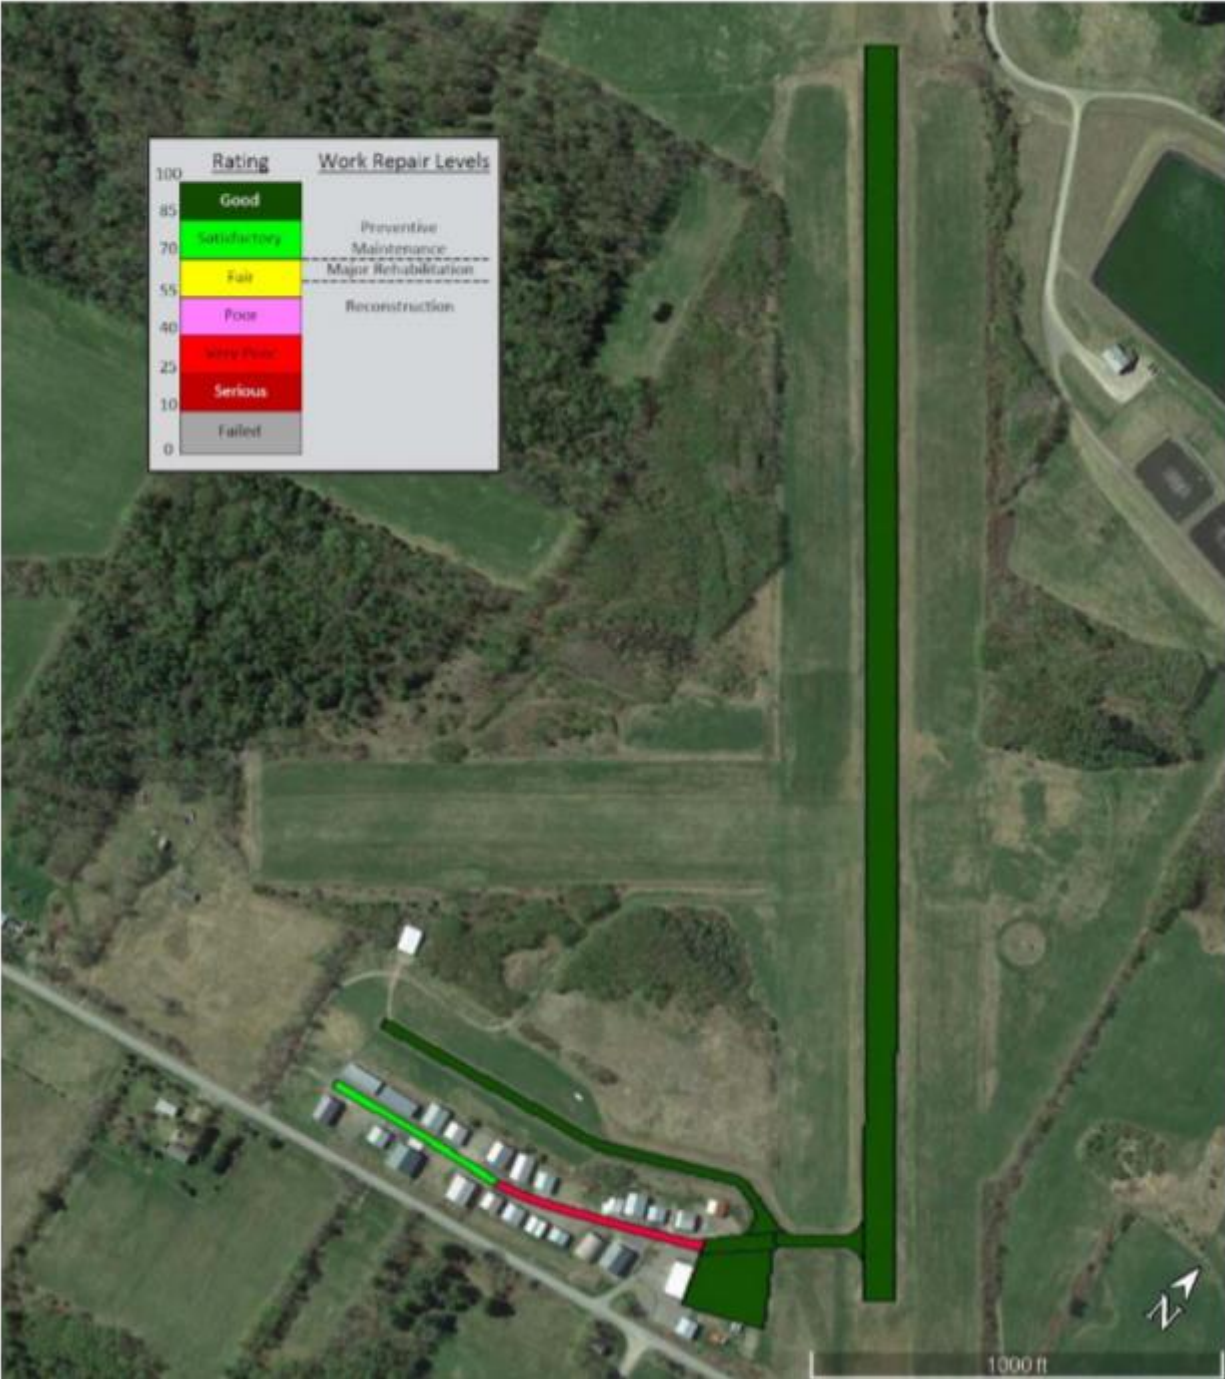 Rating Work Repair Levels
100
Good
85
Satisfactory
Preventive
Maintenance
70
Major Rehabilitation
Fair
55
Reconstruction
Poor
40
Very Poor
25
Serious
10
Failed
0
N
1000 ft